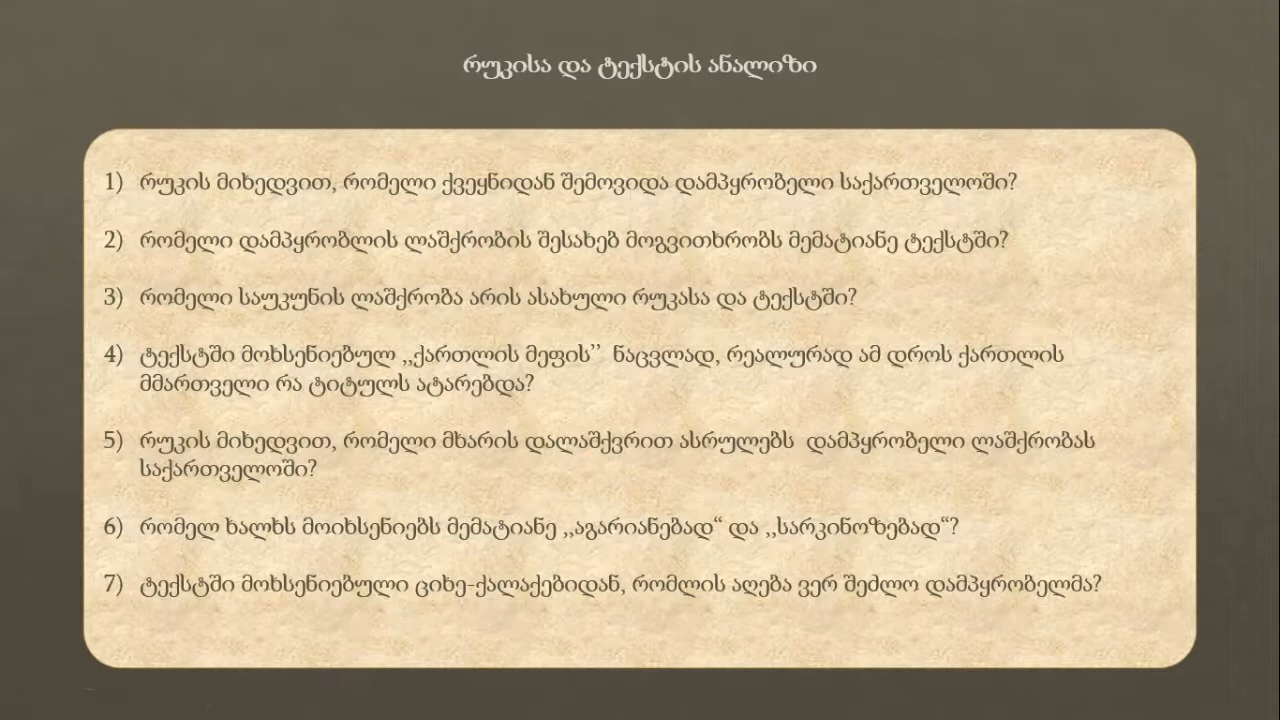 რუკისა და ტექსტის ანალიზი
1) რუკის მიხედვით, რომელი ქვეყნიდან შემოვიდა დამპყრობელი საქართველოში?
2) რომელი დამპყრობლის ლაშქრობის შესახებ მოგვითხრობს მემატიანე ტექსტში?
3) რომელი საუკუნის ლაშქრობა არის ასახული რუკასა და ტექსტში?
4) ტექსტში მოხსენიებულ ,,ქართლის მეფის’’ ნაცვლად, რეალურად ამ დროს ქართლის
მმართველი რა ტიტულს ატარებდა?
5) რუკის მიხედვით, რომელი მხარის დალაშქვრით ასრულებს დამპყრობელი ლაშქრობას
საქართველოში?
6) რომელ ხალხს მოიხსენიებს მემატიანე ,,აგარიანებად“ და ,,სარკინოზებად“?
7) ტექსტში მოხსენიებული ციხე-ქალაქებიდან, რომლის აღება ვერ შეძლო დამპყრობელმა?